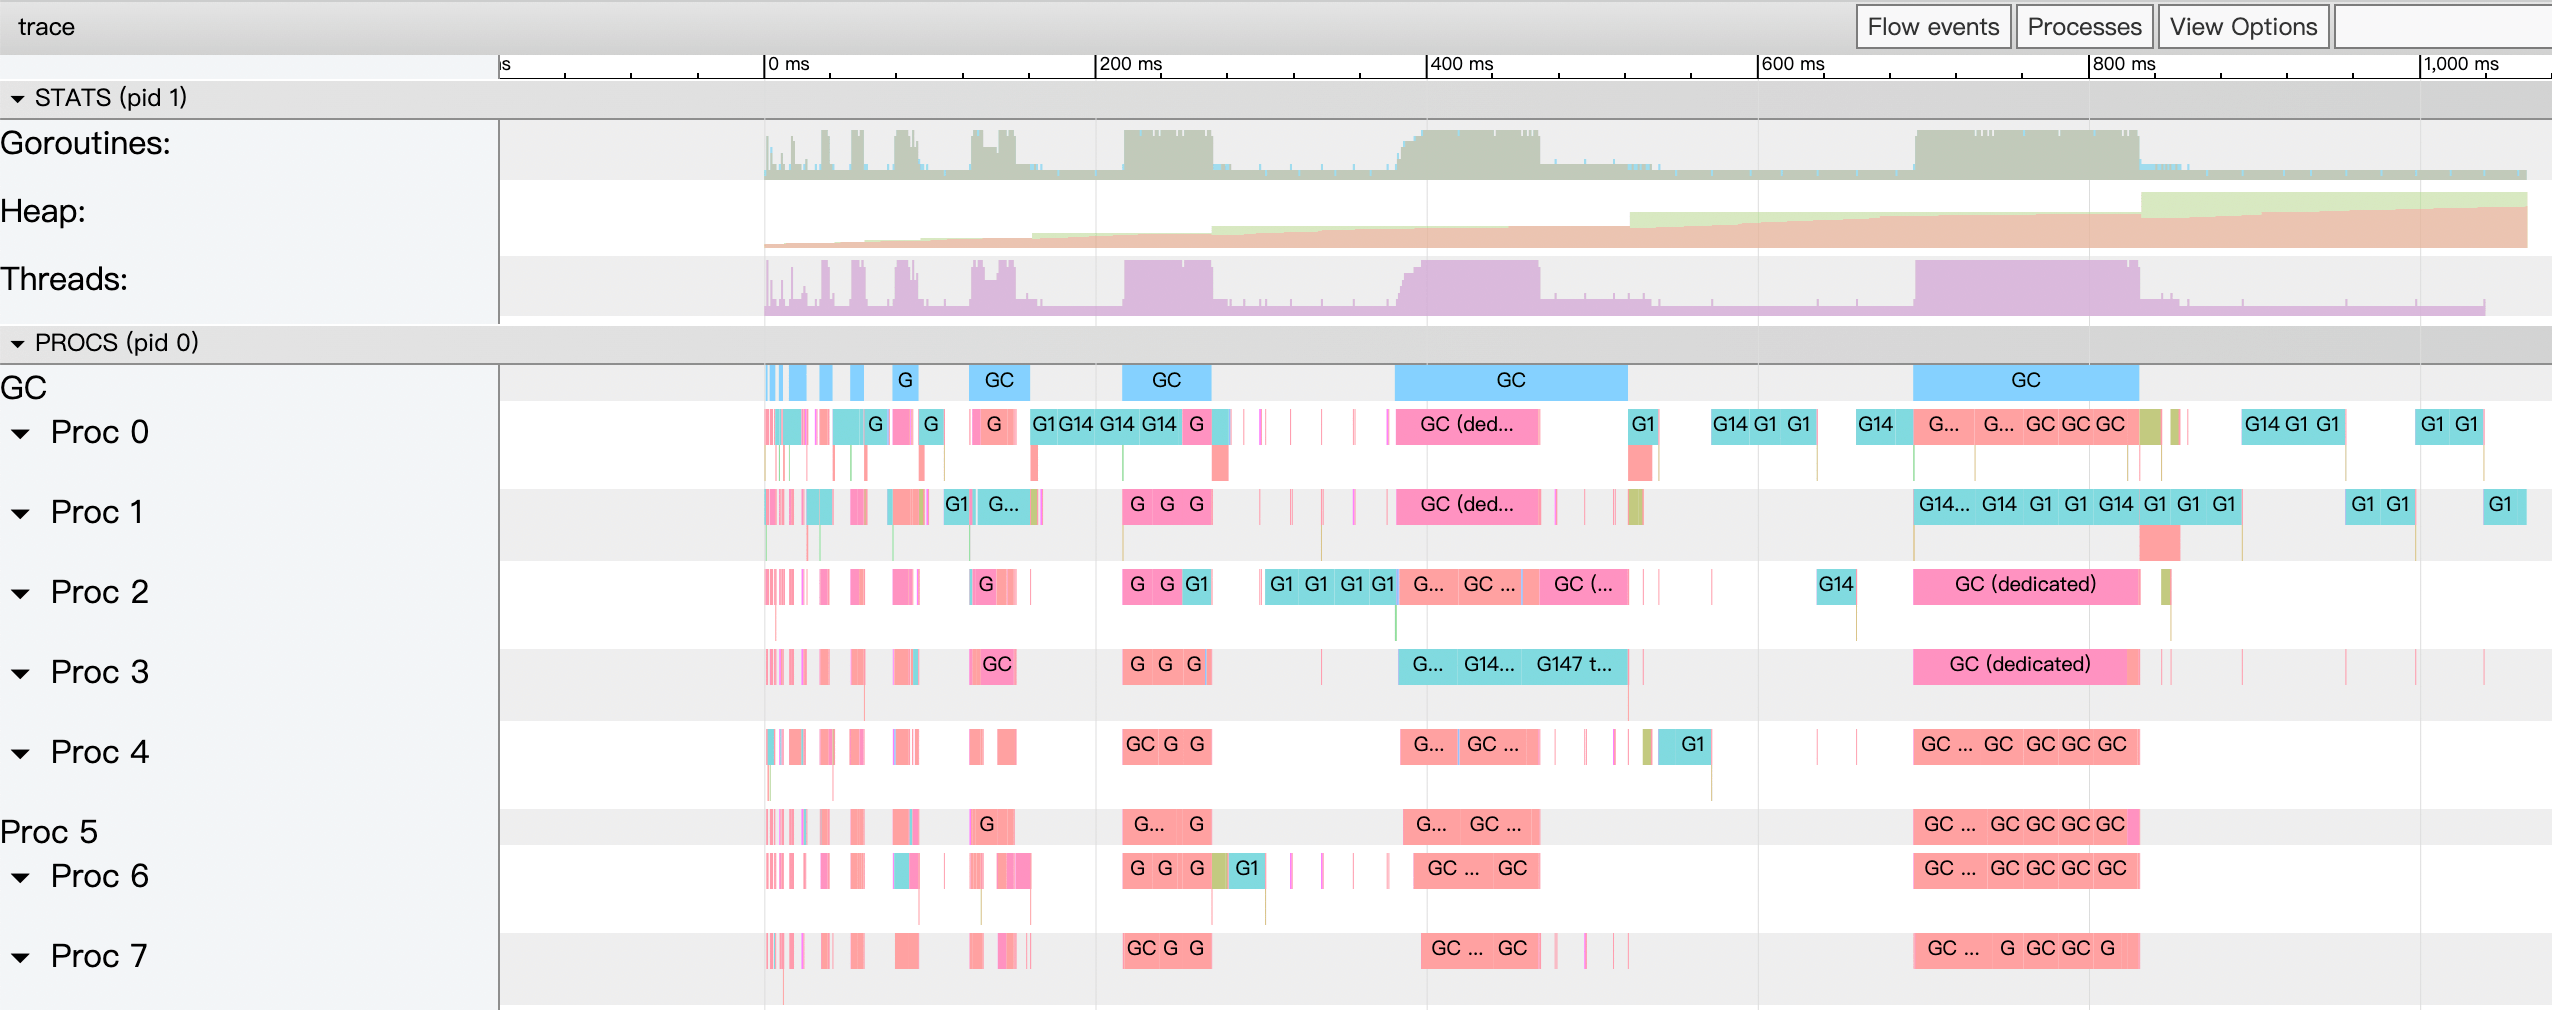 trace Flow events Processes View Options
0 ms 200 ms 400 ms 600 ms 800 ms 1,000 ms
STATS (pid 1)
Goroutines:
Heap:
Threads:
PROCS (pid 0)
GC G GC GC GC GC
Proc 0 G G G G1 G14 G14 G14 G GC (ded... G1 G14 G1 G1 G14 G... G... GC GC GC G14 G1 G1 G1 G1
Proc 1 G1 G... G G G GC (ded... G14... G14 G1 G1 G14 G1 G1 G1 G1 G1 G1
Proc 2 G G G G1 G1 G1 G1 G1 G... GC ... GC (... G14 GC (dedicated)
Proc 3 GC G G G G... G14... G147 t... GC (dedicated)
Proc 4 GC G G G... GC ... G1 GC ... GC GC GC GC
Proc 5 G G... G G... GC ... GC ... GC GC GC GC
Proc 6 G G G G1 GC ... GC GC ... GC GC GC GC
Proc 7 GC G G GC ... GC GC ... G GC GC G